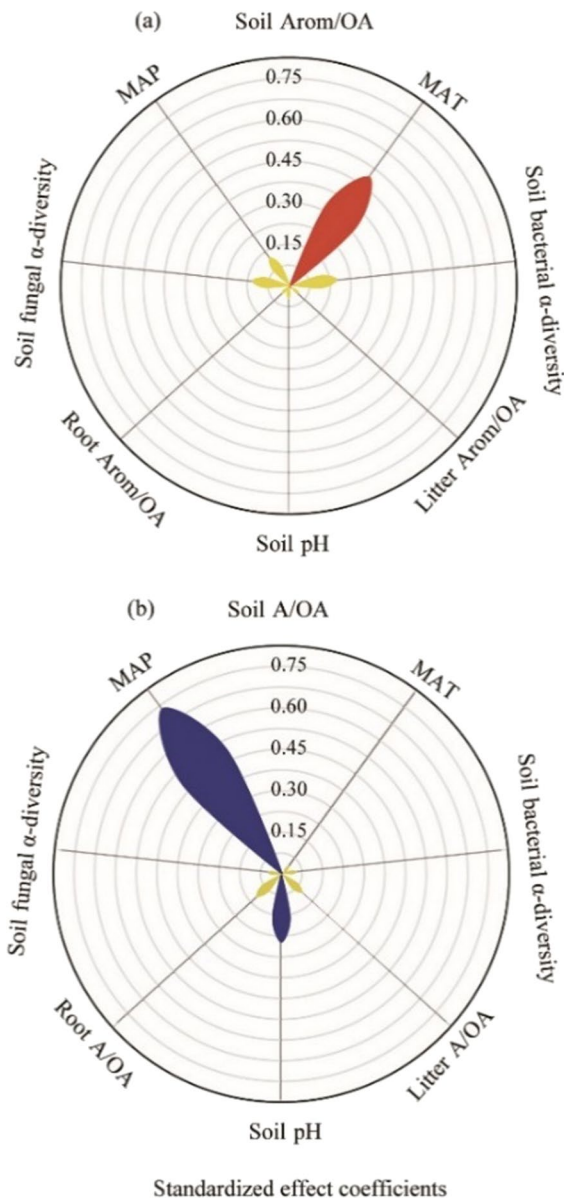 (a) Soil Arom/OA
MAP
MAT
0.75
0.60
0.45
0.30
0.15
Soil fungal α-diversity
Soil bacterial α-diversity
Root Arom/OA
Litter Arom/OA
Soil pH
(b) Soil A/OA
MAP
MAT
0.75
0.60
0.45
0.30
0.15
Soil fungal α-diversity
Soil bacterial α-diversity
Root A/OA
Litter A/OA
Soil pH
Standardized effect coefficients